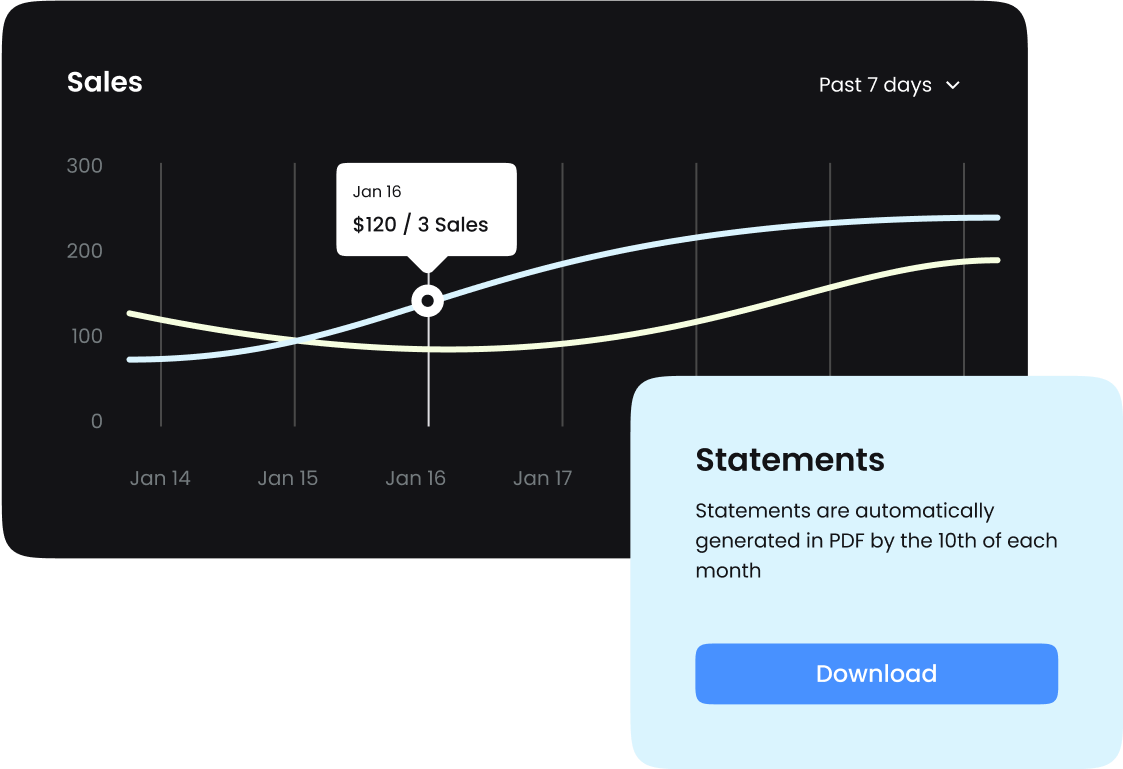 Sales
Past 7 days
300
200
100
0
Jan 16
$120 / 3 Sales
Jan 14
Jan 15
Jan 16
Jan 17
Statements
Statements are automatically
generated in PDF by the 10th of each
month
Download